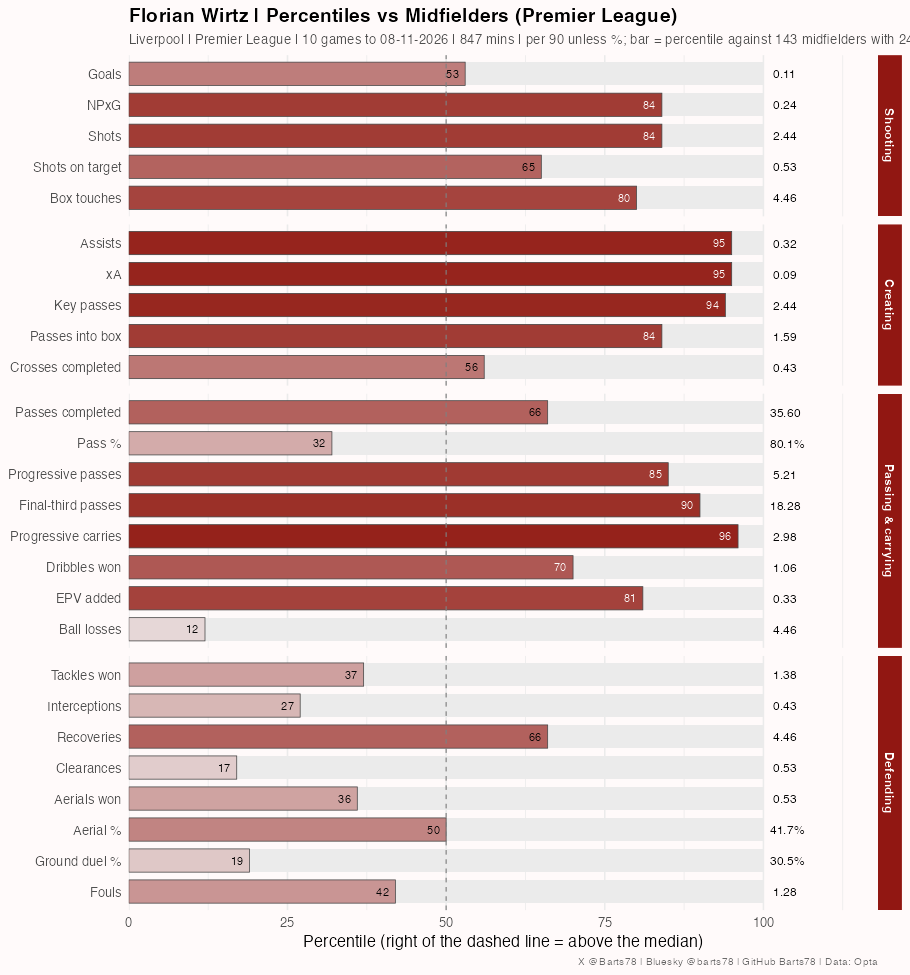 Florian Wirtz | Percentiles vs Midfielders (Premier League)
Liverpool | Premier League | 10 games to 08-11-2026 | 847 mins | per 90 unless %; bar = percentile against 143 midfielders with 24
Goals 53 0.11
NPxG 84 0.24
Shots 84 2.44
Shots on target 65 0.53
Box touches 80 4.46
Shooting
Assists 95 0.32
xA 95 0.09
Key passes 94 2.44
Passes into box 84 1.59
Crosses completed 56 0.43
Creating
Passes completed 66 35.60
Pass % 32 80.1%
Progressive passes 85 5.21
Final-third passes 90 18.28
Progressive carries 96 2.98
Dribbles won 70 1.06
EPV added 81 0.33
Ball losses 12 4.46
Passing & carrying
Tackles won 37 1.38
Interceptions 27 0.43
Recoveries 66 4.46
Clearances 17 0.53
Aerials won 36 0.53
Aerial % 50 41.7%
Ground duel % 19 30.5%
Fouls 42 1.28
Defending
0 25 50 75 100
Percentile (right of the dashed line = above the median)
X @Barts78 | Bluesky @barts78 | GitHub Barts78 | Data: Opta